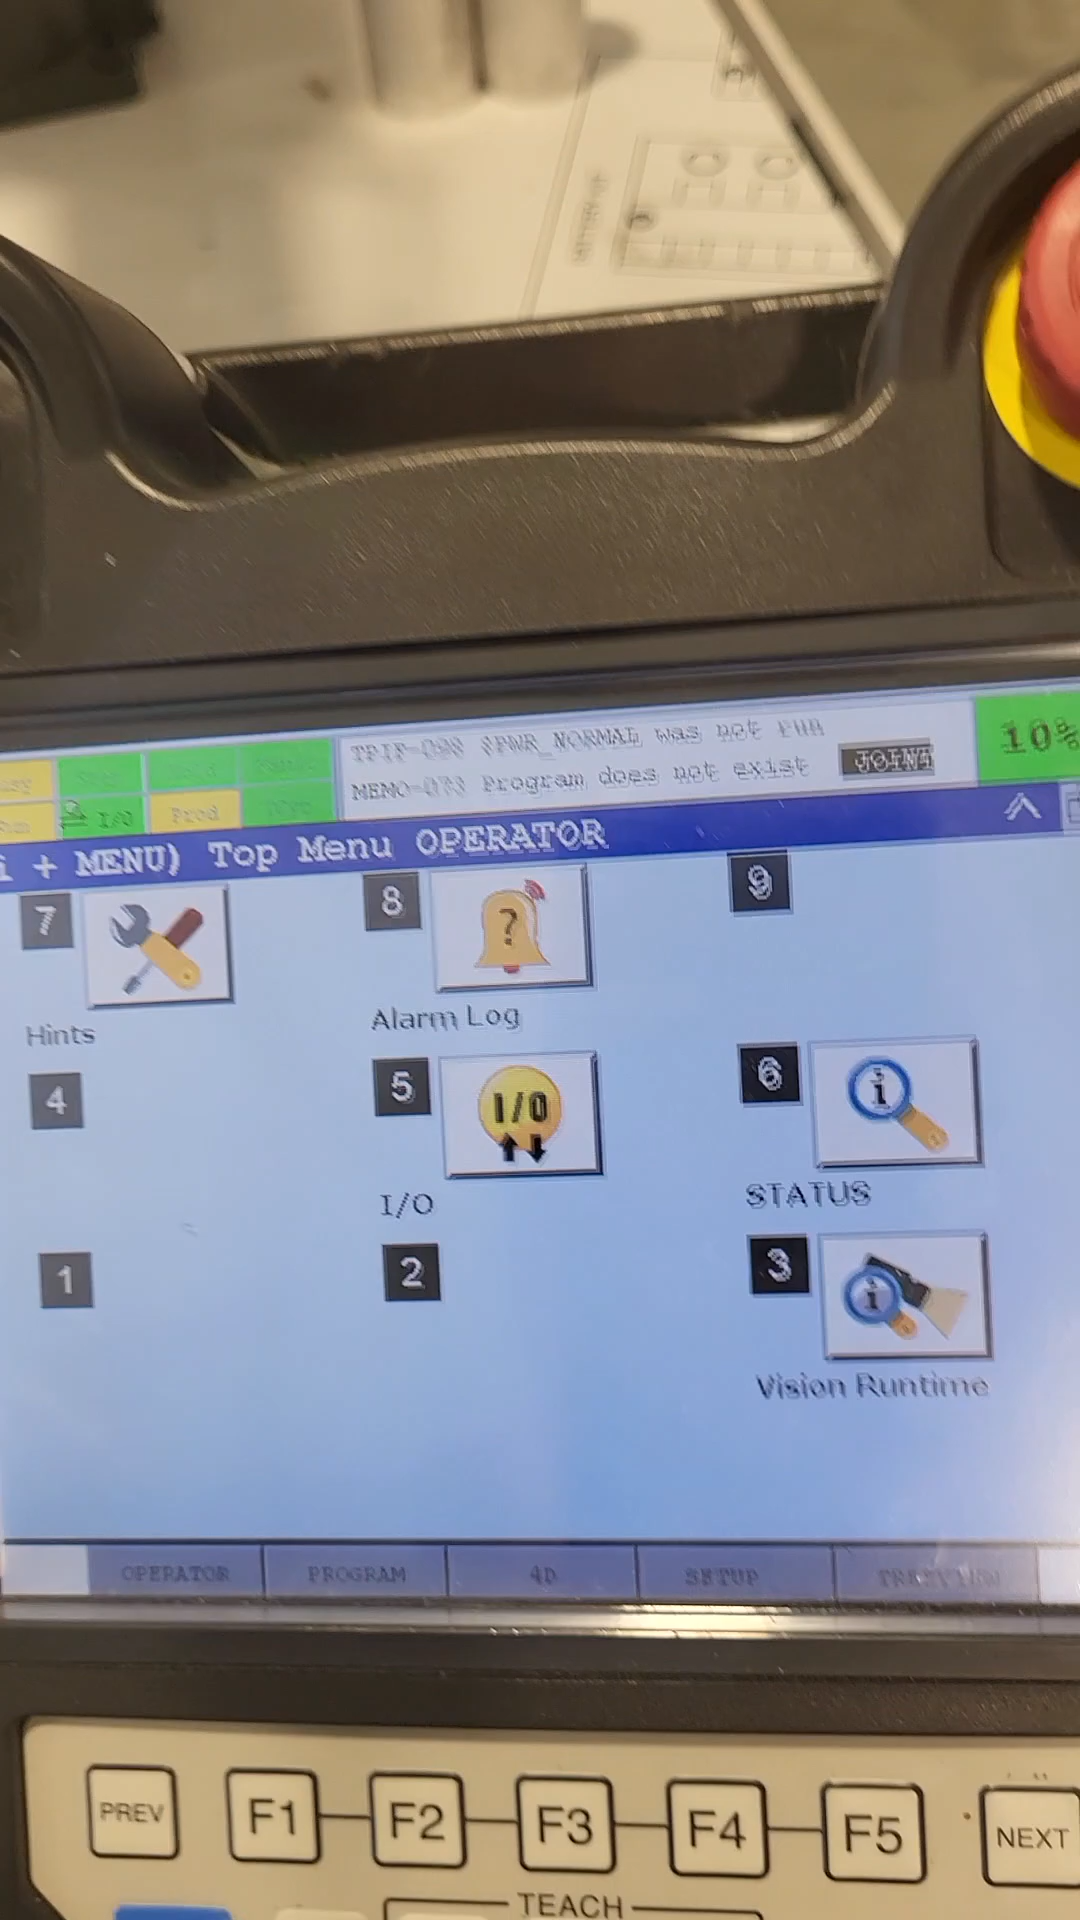 TPIF-098 $PWR_NORMAL was not run
MEMO-073 Program does not exist
JOINT
10%
I/O
Prod
i + MENU) Top Menu OPERATOR
7
8
9
?
Hints
Alarm Log
4
5
6
I/O
i
I/O
STATUS
1
2
3
i
Vision Runtime
OPERATOR
PROGRAM
4D
SETUP
PREV
F1
F2
F3
F4
F5
NEXT
TEACH